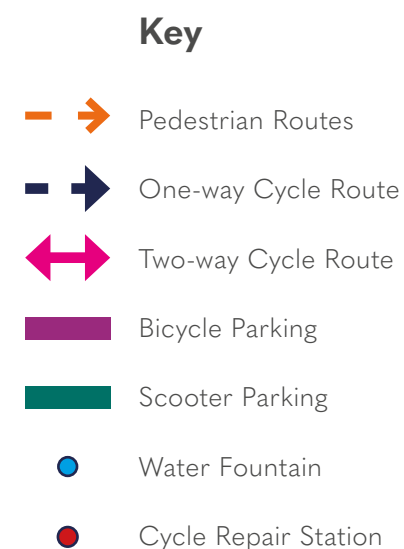 Key
Pedestrian Routes
One-way Cycle Route
Two-way Cycle Route
Bicycle Parking
Scooter Parking
Water Fountain
Cycle Repair Station